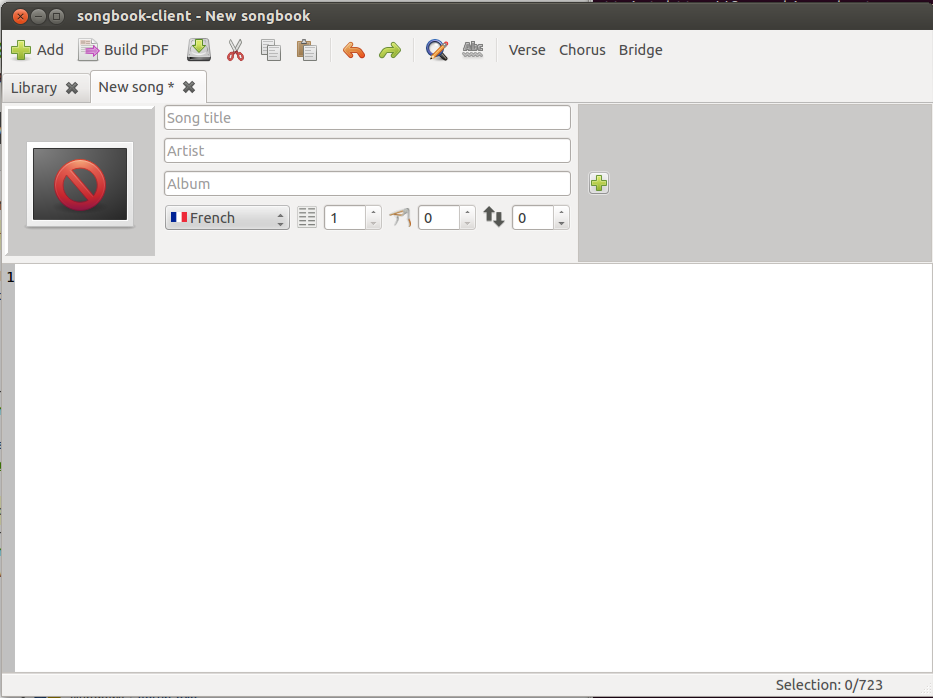 songbook-client - New songbook
Add Build PDF Abc Verse Chorus Bridge
Library New song *
Song title
Artist
Album
French 1 0 0
1
Selection: 0/723